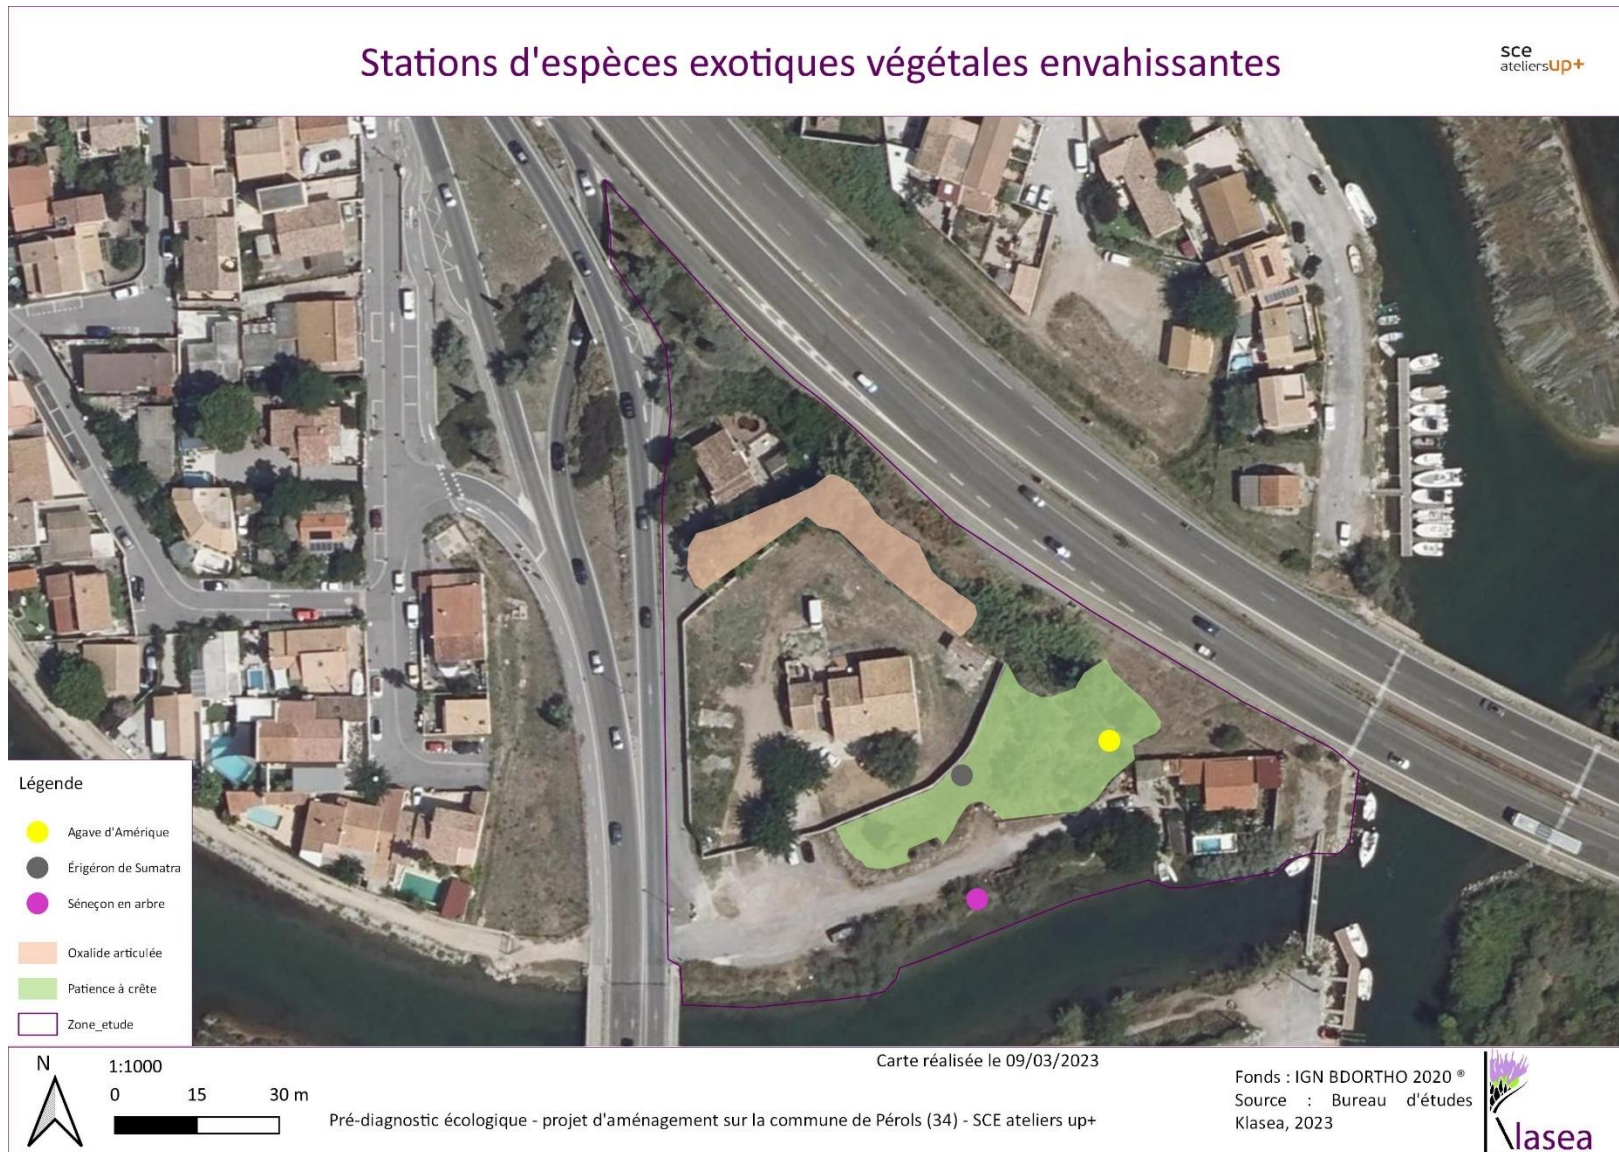 Stations d'espèces exotiques végétales envahissantes
sce
ateliersup+
Légende
Agave d'Amérique
Érigéron de Sumatra
Séneçon en arbre
Oxalide articulée
Patience à crête
Zone_etude
N
1:1000
0 15 30 m
Carte réalisée le 09/03/2023
Pré-diagnostic écologique - projet d'aménagement sur la commune de Pérols (34) - SCE ateliers up+
Fonds : IGN BDORTHO 2020 ®
Source : Bureau d'études
Klasea, 2023
Klasea